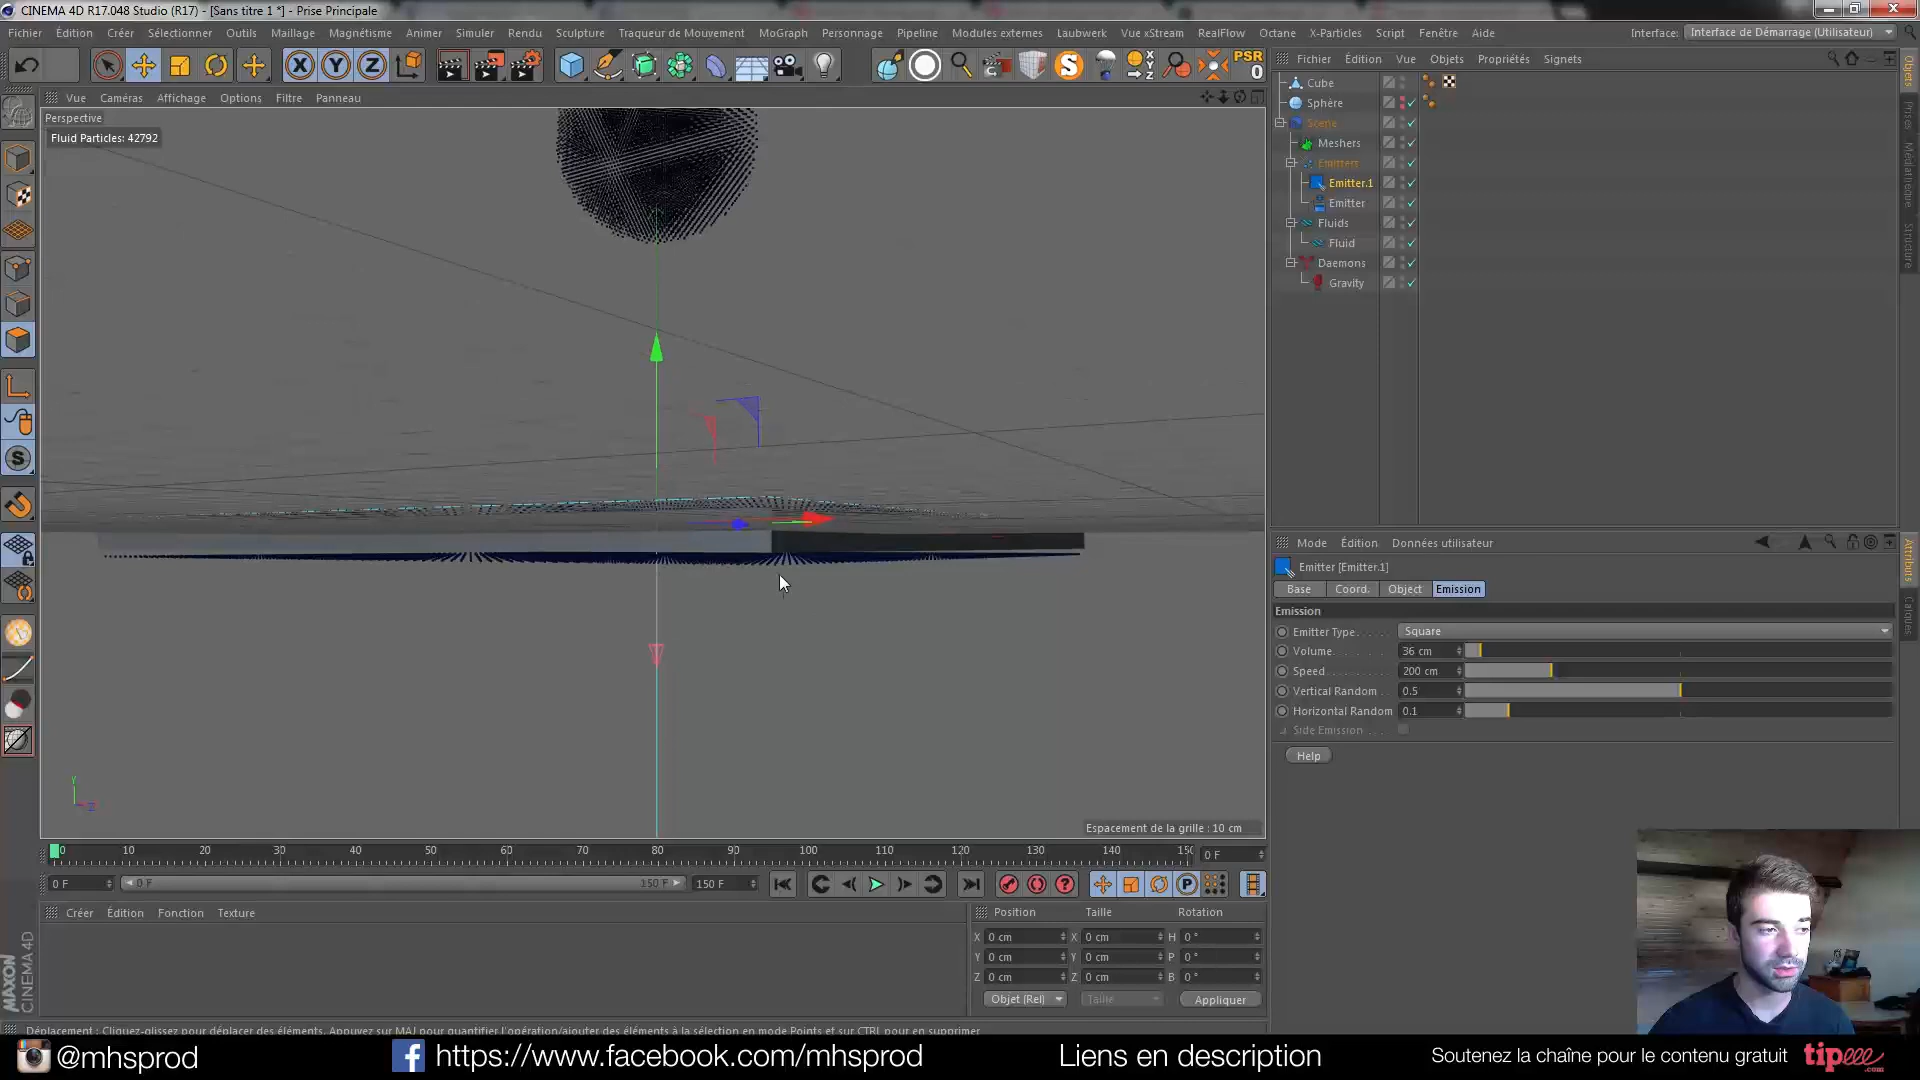 CINEMA 4D R17.048 Studio (R17) - [Sans titre 1 *] - Prise Principale
Fichier Édition Créer Sélectionner Outils Maillage Magnétisme Animer Simuler Rendu Sculpture Traqueur de Mouvement MoGraph Personnage Pipeline Modules externes Laubwerk Vue xStream RealFlow Octane X-Particles Script Fenêtre Aide
Interface: Interface de Démarrage (Utilisateur)
X Y Z
PSR
0
Vue Caméras Affichage Options Filtre Panneau
Perspective
Fluid Particles: 42792
Espacement de la grille : 10 cm
Fichier Édition Vue Objets Propriétés Signets
Cube
Sphère
Scene
Meshers
Emitters
Emitter.1
Emitter
Fluids
Fluid
Daemons
Gravity
Objets
Prises
Médiathèque
Structure
Mode Édition Données utilisateur
Emitter [Emitter.1]
Base Coord. Object Emission
Emission
Emitter Type Square
Volume 36 cm
Speed 200 cm
Vertical Random 0.5
Horizontal Random 0.1
Side Emission
Help
Attributs
Calques
0 10 20 30 40 50 60 70 80 90 100 110 120 130 140 150 0 F
0 F 0 F 150 F 150 F
Créer Édition Fonction Texture
Position Taille Rotation
X 0 cm X 0 cm H 0 °
Y 0 cm Y 0 cm P 0 °
Z 0 cm Z 0 cm B 0 °
Objet (Rel) Taille Appliquer
MAXON
CINEMA 4D
Déplacement : Cliquez-glissez pour déplacer des éléments. Appuyez sur MAJ pour quantifier l'opération/ajouter des éléments à la sélection en mode Points et sur CTRL pour en supprimer
@mhsprod https://www.facebook.com/mhsprod Liens en description Soutenez la chaîne pour le contenu gratuit tipeee
.com